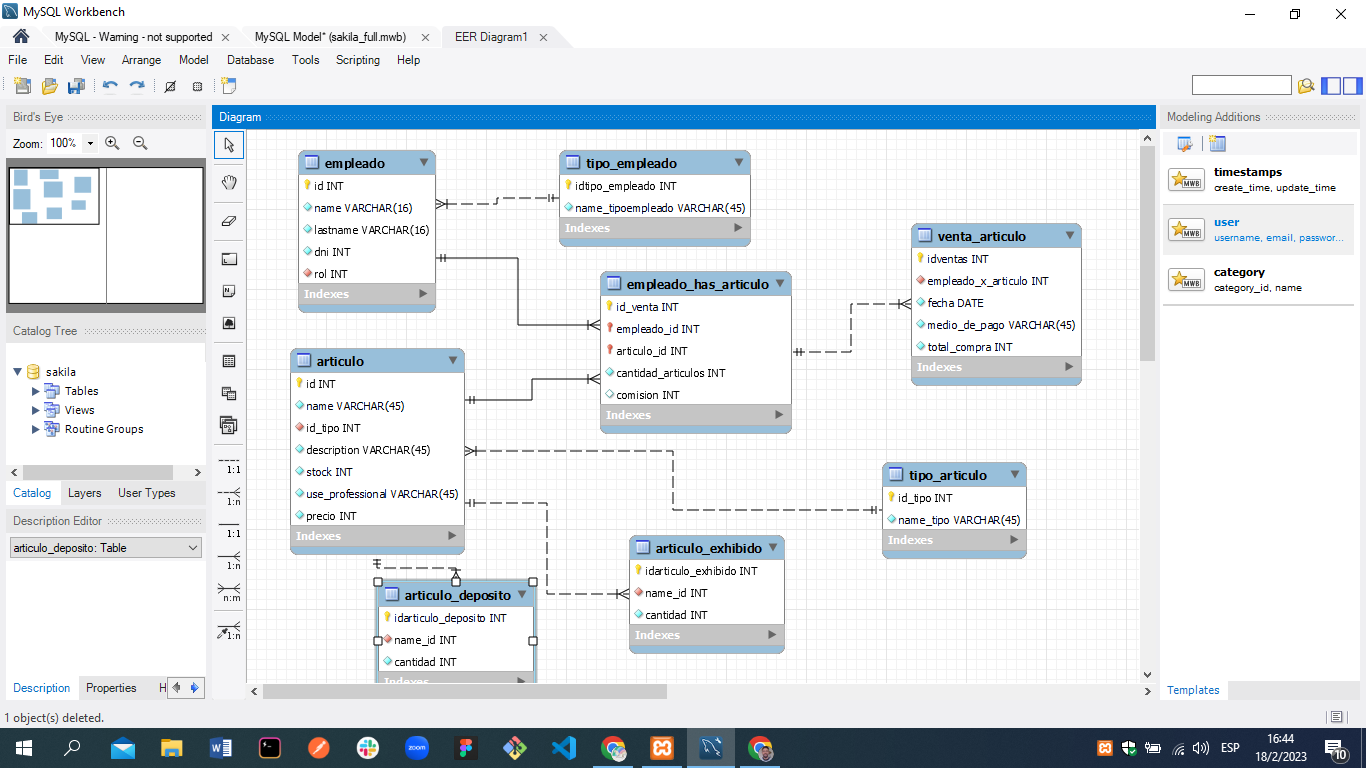 MySQL Workbench
MySQL - Warning - not supported
MySQL Model* (sakila_full.mwb)
EER Diagram1
File Edit View Arrange Model Database Tools Scripting Help
Bird's Eye
Zoom: 100%
Catalog Tree
sakila
Tables
Views
Routine Groups
Catalog Layers User Types
Description Editor
articulo_deposito: Table
Description Properties H
1 object(s) deleted.
1:1
1:n
1:1
1:n
n:m
1:n
Diagram
empleado
id INT
name VARCHAR(16)
lastname VARCHAR(16)
dni INT
rol INT
Indexes
tipo_empleado
idtipo_empleado INT
name_tipoempleado VARCHAR(45)
Indexes
venta_articulo
idventas INT
empleado_x_articulo INT
fecha DATE
medio_de_pago VARCHAR(45)
total_compra INT
Indexes
empleado_has_articulo
id_venta INT
empleado_id INT
articulo_id INT
cantidad_articulos INT
comision INT
Indexes
articulo
id INT
name VARCHAR(45)
id_tipo INT
description VARCHAR(45)
stock INT
use_professional VARCHAR(45)
precio INT
Indexes
tipo_articulo
id_tipo INT
name_tipo VARCHAR(45)
Indexes
articulo_exhibido
idarticulo_exhibido INT
name_id INT
cantidad INT
Indexes
articulo_deposito
idarticulo_deposito INT
name_id INT
cantidad INT
Indexes
Modeling Additions
MWB
timestamps
create_time, update_time
MWB
user
username, email, passwor...
MWB
category
category_id, name
Templates
zoom
ESP
16:44
18/2/2023
10